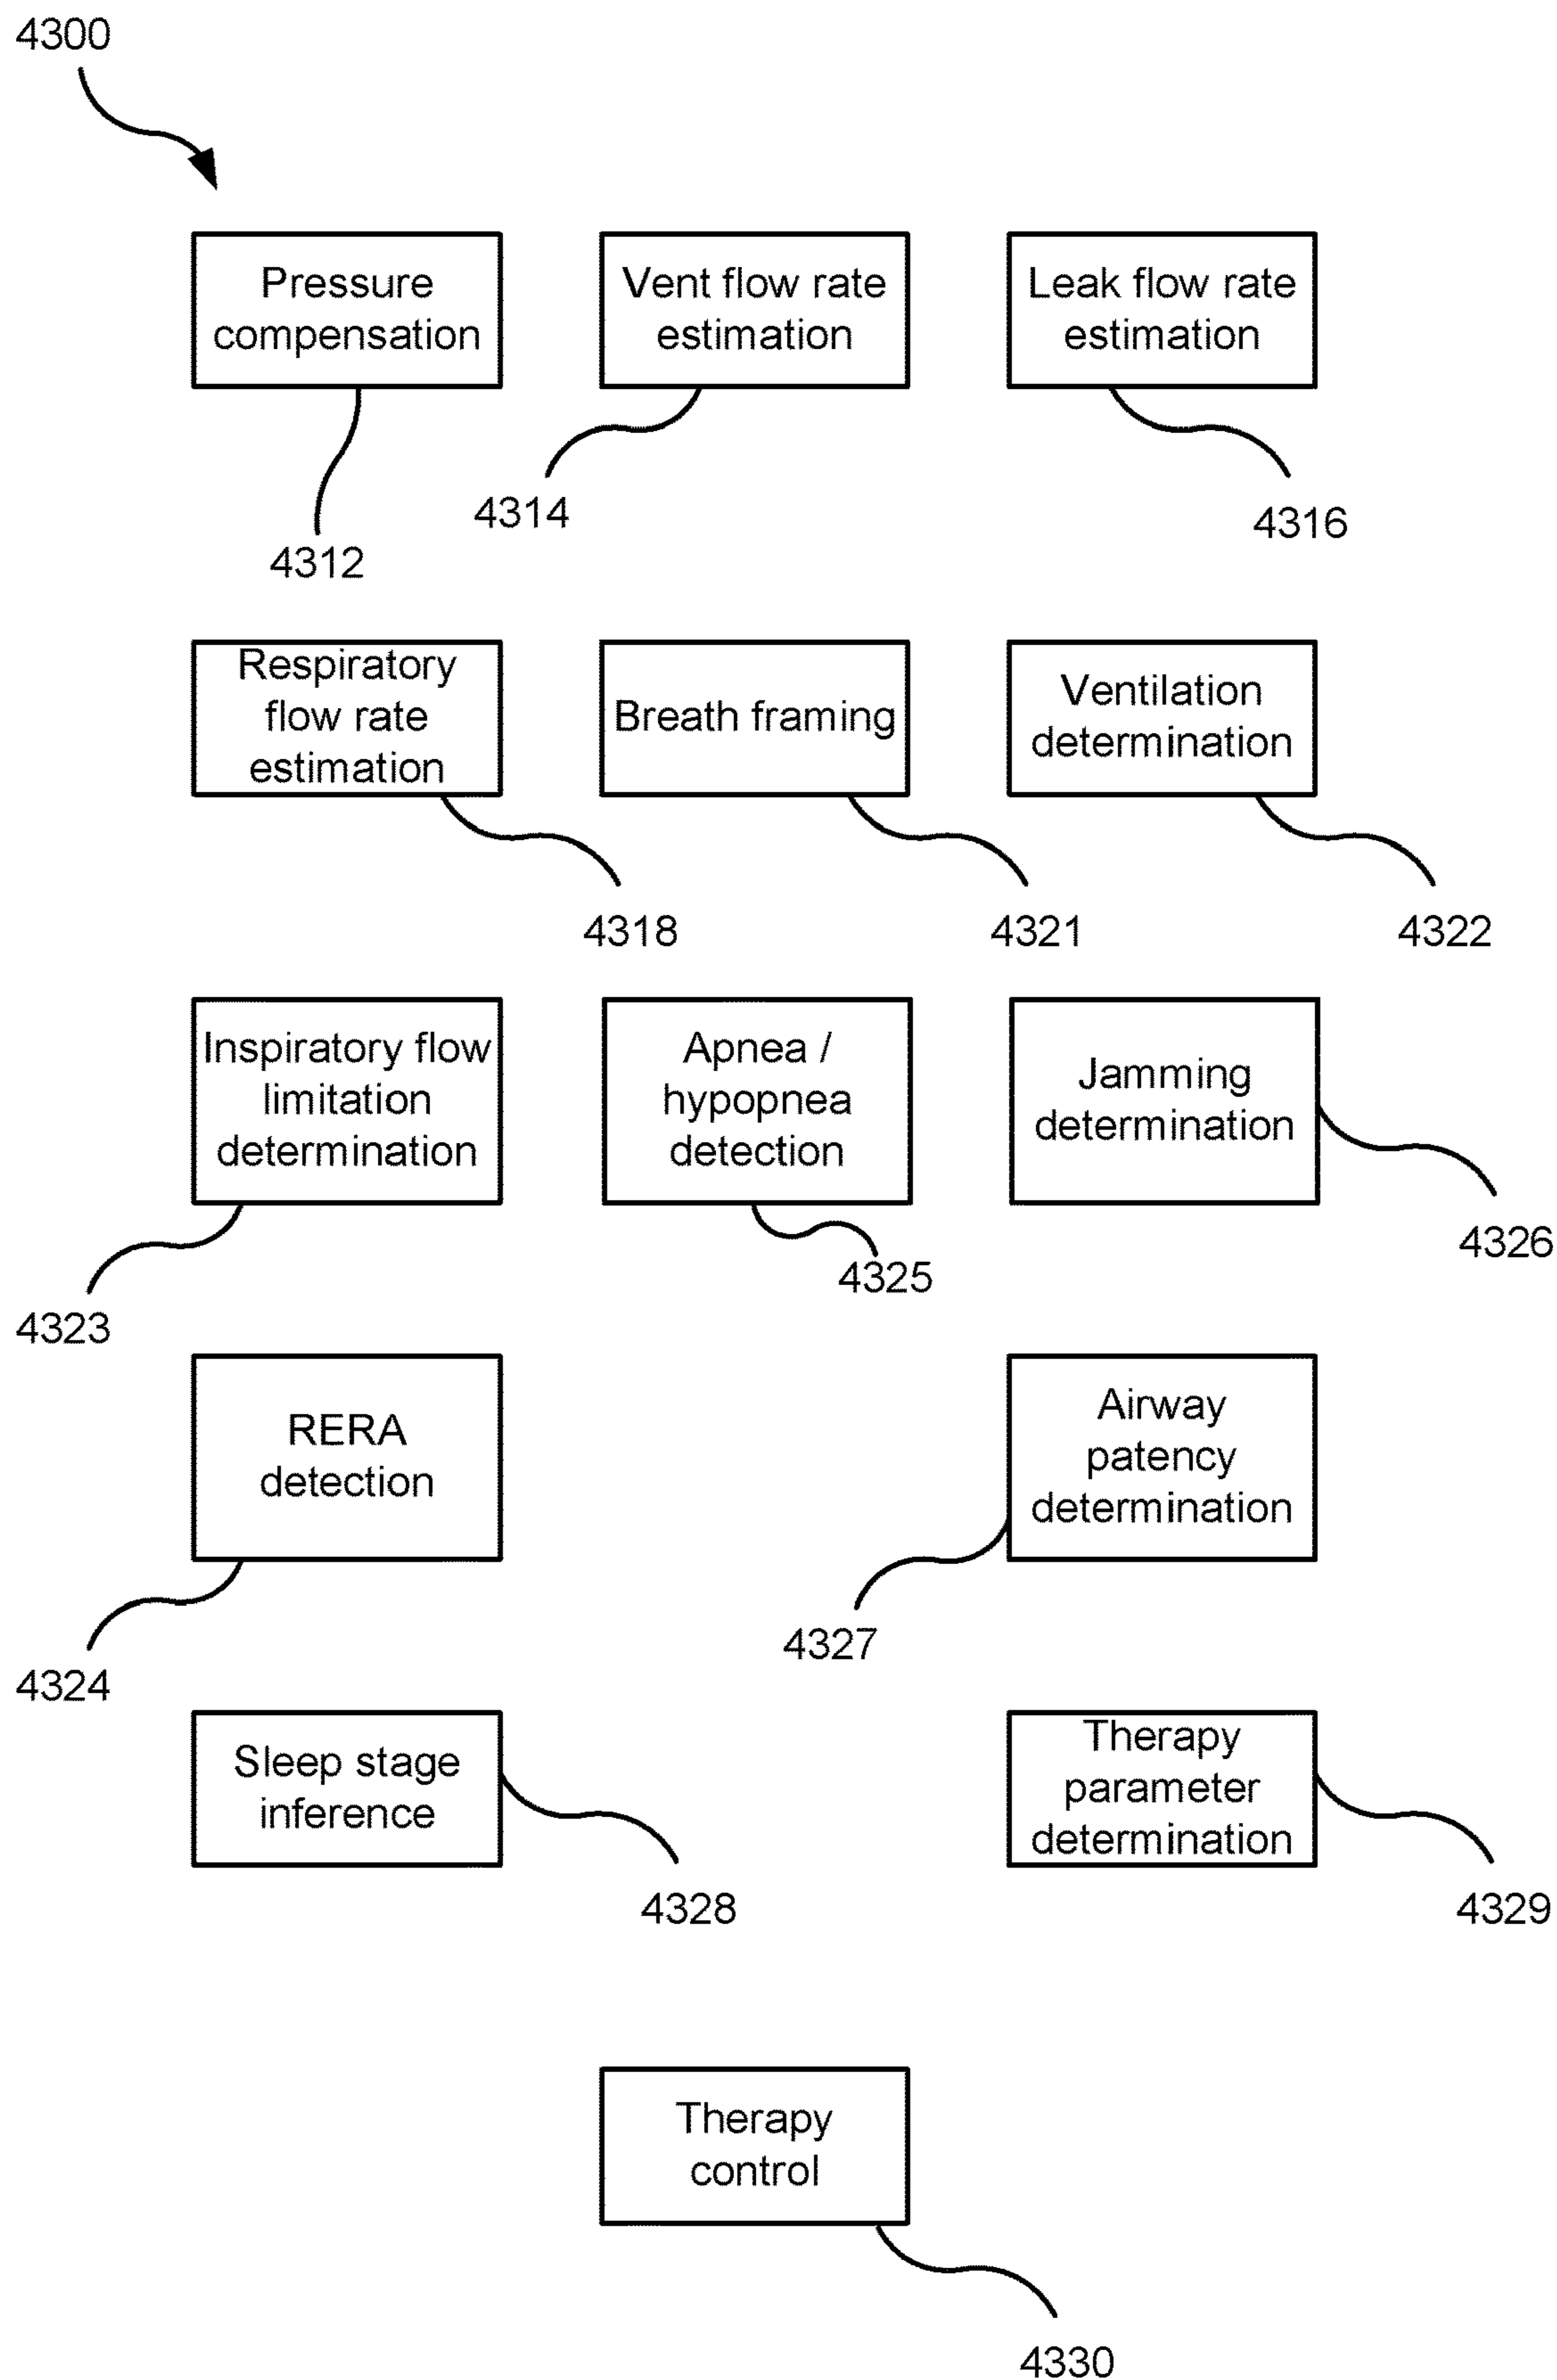 4300
Pressure
compensation
Vent flow rate
estimation
Leak flow rate
estimation
4312
4314
4316
Respiratory
flow rate
estimation
Breath framing
Ventilation
determination
4318
4321
4322
Inspiratory flow
limitation
determination
Apnea /
hypopnea
detection
Jamming
determination
4323
4325
4326
RERA
detection
Airway
patency
determination
4324
4327
Sleep stage
inference
Therapy
parameter
determination
4328
4329
Therapy
control
4330